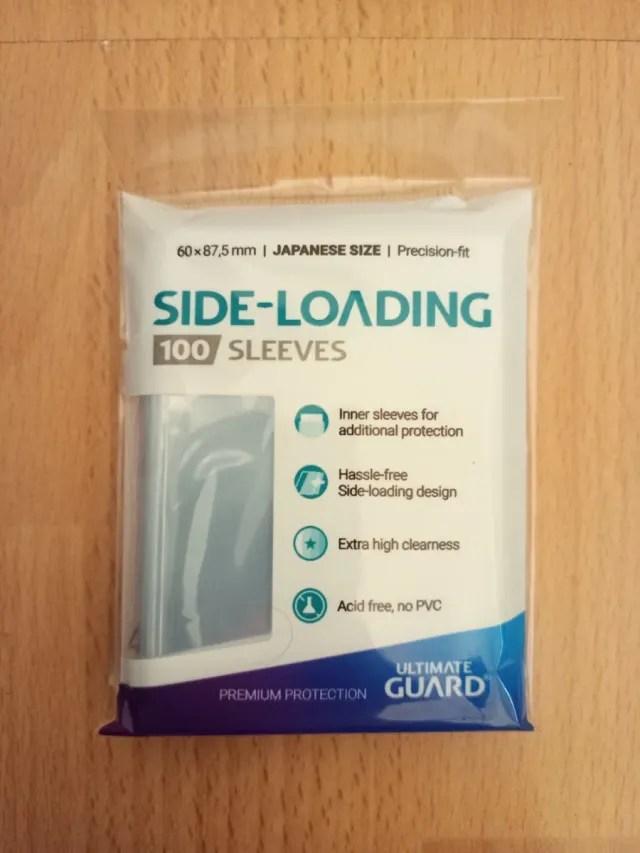 60×87,5 mm | JAPANESE SIZE | Precision-fit
SIDE-LOADING
100 SLEEVES
Inner sleeves for
additional protection
Hassle-free
Side-loading design
Extra high clearness
Acid free, no PVC
PREMIUM PROTECTION
ULTIMATE
GUARD®